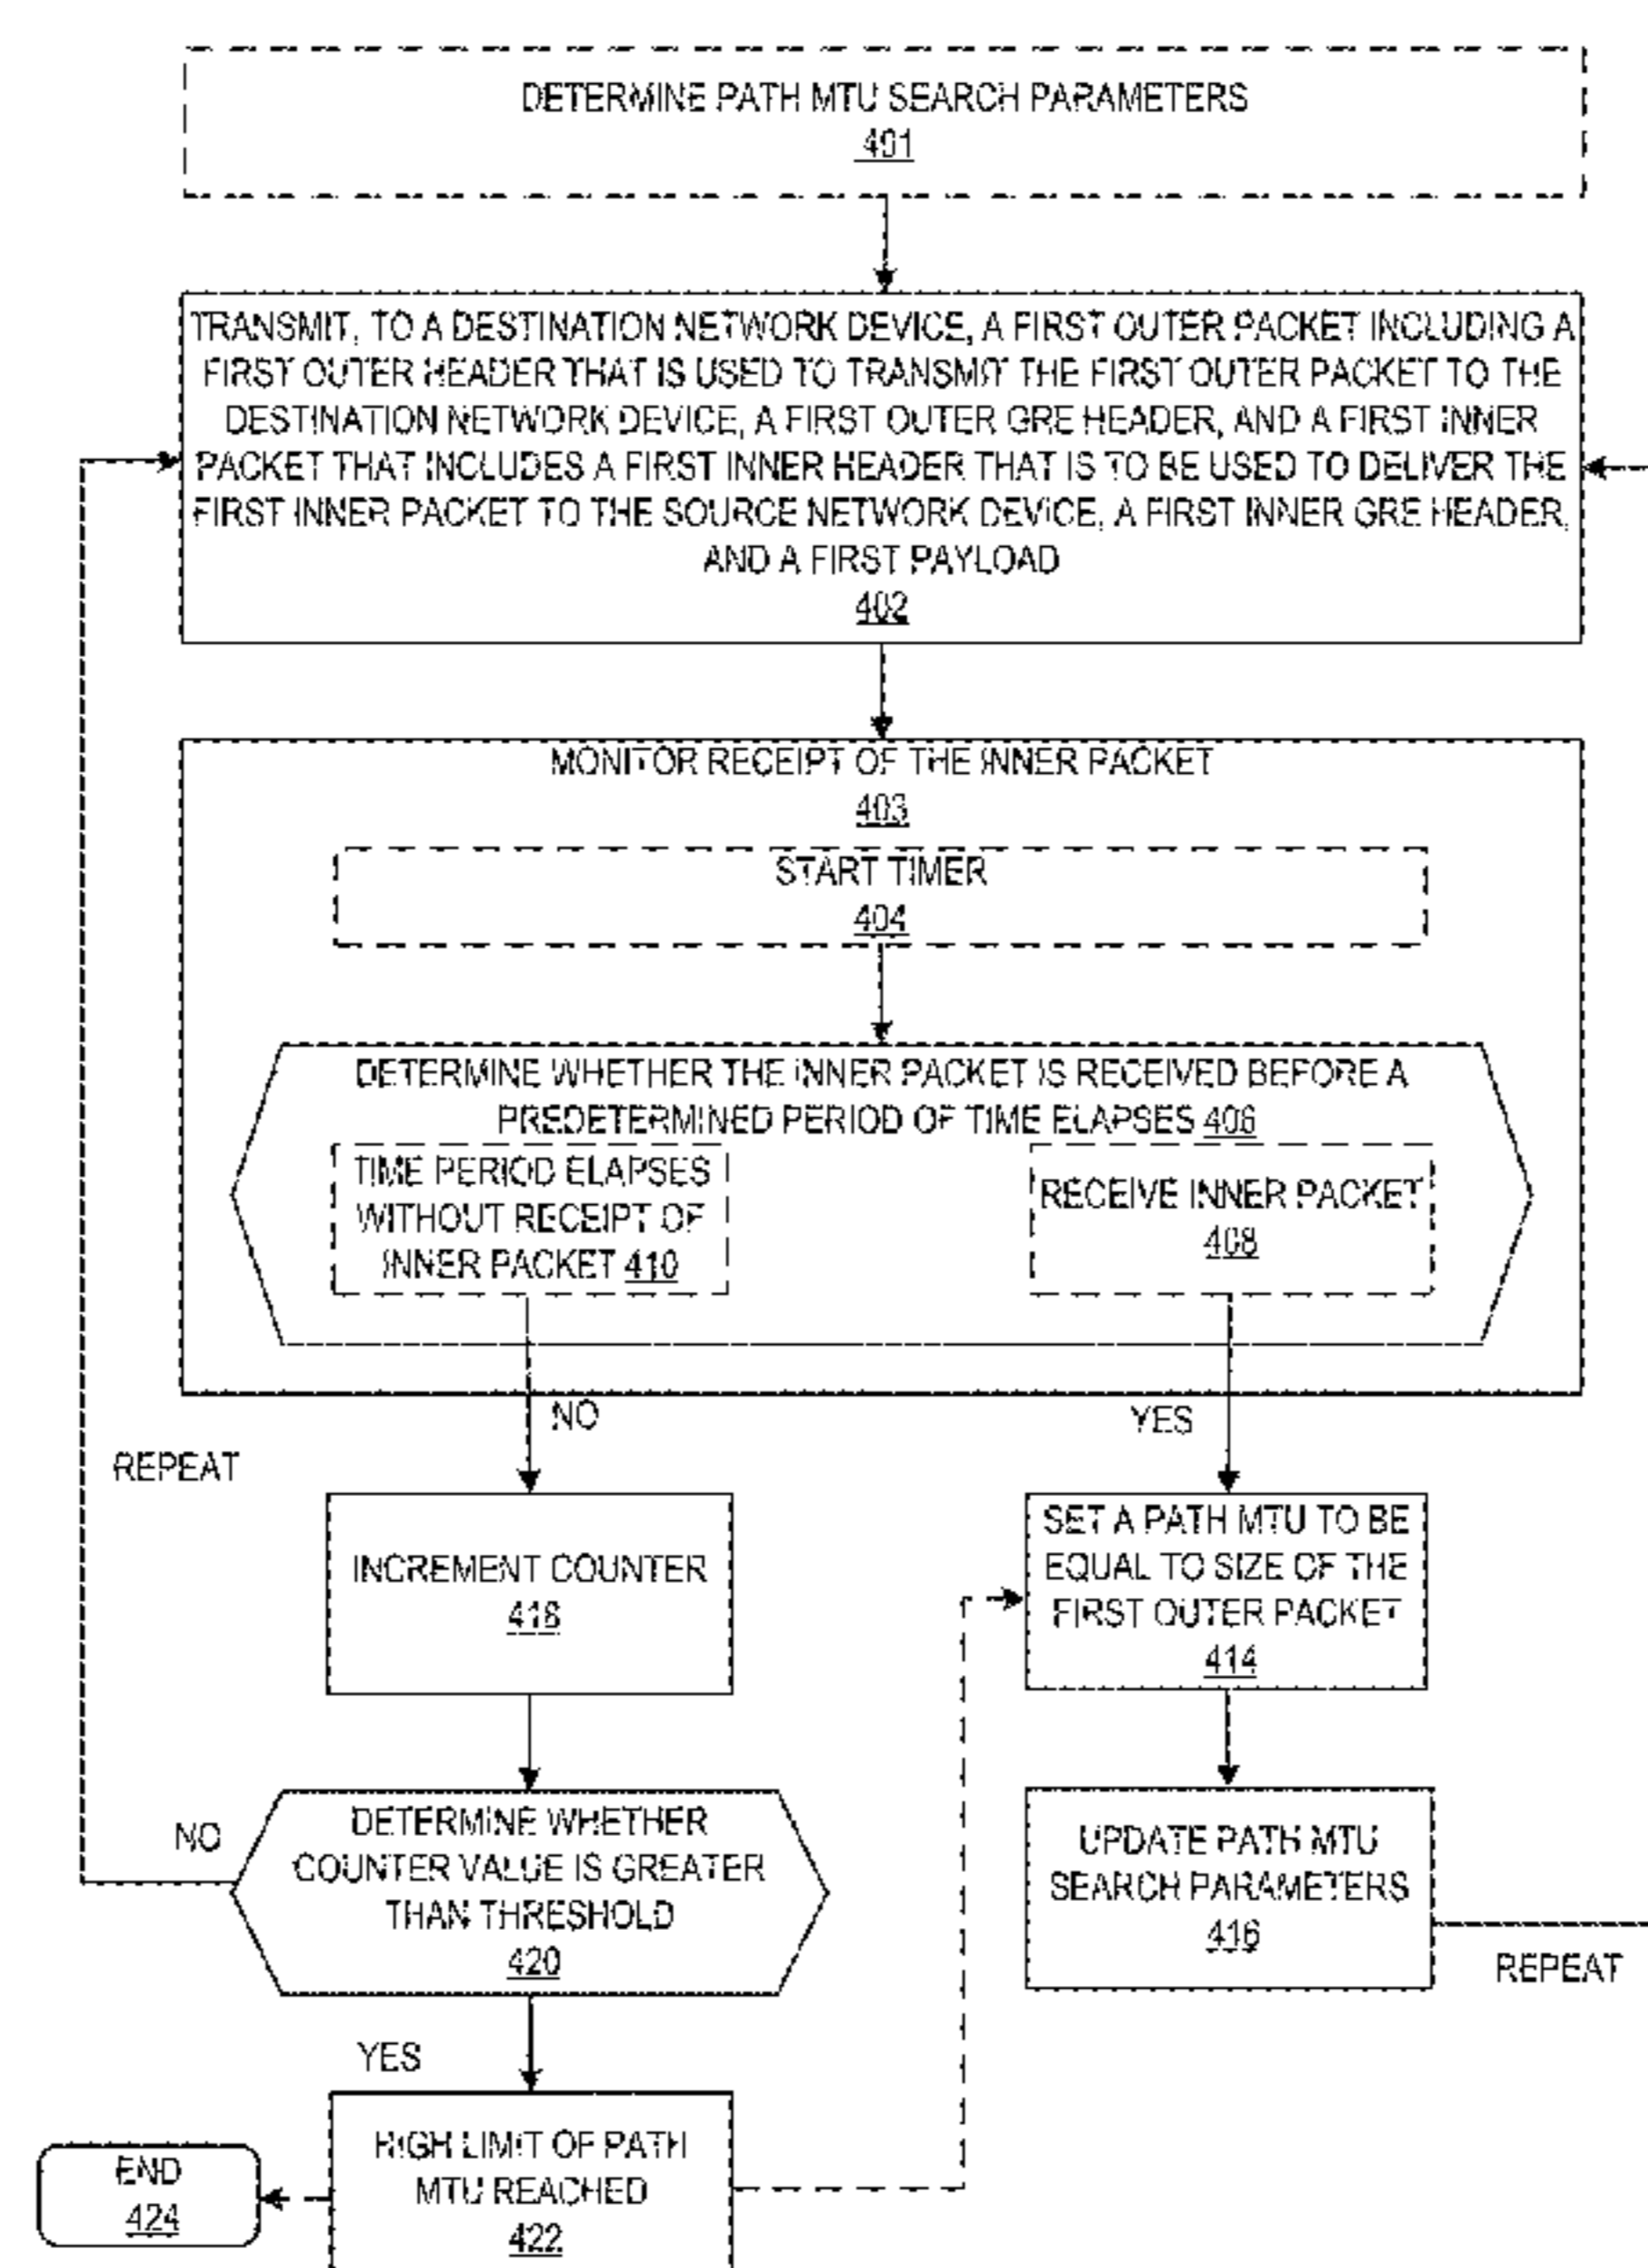 DETERMINE PATH MTU SEARCH PARAMETERS
401
TRANSMIT, TO A DESTINATION NETWORK DEVICE, A FIRST OUTER PACKET INCLUDING A
FIRST OUTER HEADER THAT IS USED TO TRANSMIT THE FIRST OUTER PACKET TO THE
DESTINATION NETWORK DEVICE, A FIRST OUTER GRE HEADER, AND A FIRST INNER
PACKET THAT INCLUDES A FIRST INNER HEADER THAT IS TO BE USED TO DELIVER THE
FIRST INNER PACKET TO THE SOURCE NETWORK DEVICE, A FIRST INNER GRE HEADER,
AND A FIRST PAYLOAD
402
MONITOR RECEIPT OF THE INNER PACKET
403
START TIMER
404
DETERMINE WHETHER THE INNER PACKET IS RECEIVED BEFORE A
PREDETERMINED PERIOD OF TIME ELAPSES 406
TIME PERIOD ELAPSES
WITHOUT RECEIPT OF
INNER PACKET 410
RECEIVE INNER PACKET
408
NO
YES
REPEAT
INCREMENT COUNTER
418
SET A PATH MTU TO BE
EQUAL TO SIZE OF THE
FIRST OUTER PACKET
414
NO
DETERMINE WHETHER
COUNTER VALUE IS GREATER
THAN THRESHOLD
420
UPDATE PATH MTU
SEARCH PARAMETERS
416
REPEAT
YES
HIGH LIMIT OF PATH
MTU REACHED
422
END
424